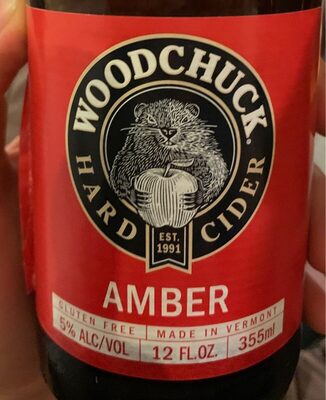 WOODCHUCK.
HARD CIDER
EST.
1991
AMBER
GLUTEN FREE | MADE IN VERMONT
5% ALC/VOL | 12 FL.OZ. | 355ml